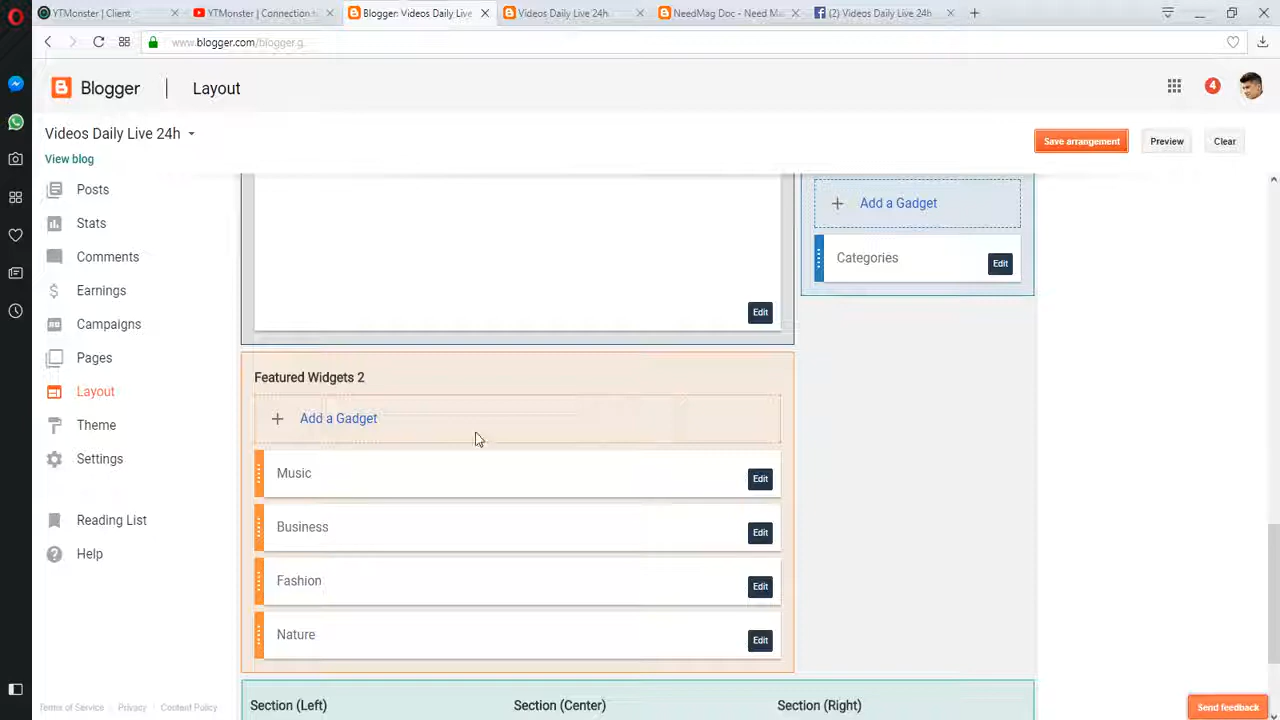 YTMonster | Client
YTMonster | Connection
Blogger: Videos Daily Liv
Videos Daily Live 24h
NeedMag - Need Ma
(2) Videos Daily Live 24h
www.blogger.com/blogger.g
Blogger
Layout
4
Videos Daily Live 24h
View blog
Save arrangement
Preview
Clear
Posts
Stats
Comments
Earnings
Campaigns
Pages
Layout
Theme
Settings
Reading List
Help
Add a Gadget
Categories
Edit
Edit
Featured Widgets 2
Add a Gadget
Music
Edit
Business
Edit
Fashion
Edit
Nature
Edit
Section (Left)
Section (Center)
Section (Right)
Terms of Service
Privacy
Content Policy
Send feedback